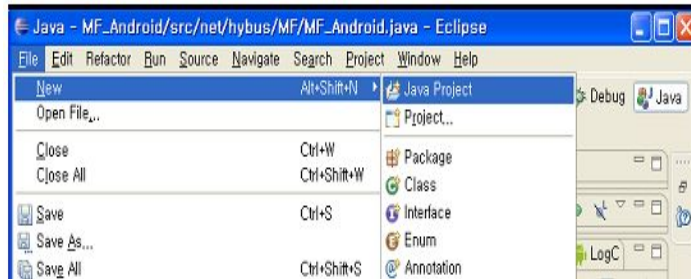 Java - MF_Android/src/net/hybus/MF/MF_Android.java - Eclipse
File Edit Refactor Run Source Navigate Search Project Window Help
New Alt+Shift+N
Open File...
Close Ctrl+W
Close All Ctrl+Shift+W
Save Ctrl+S
Save As...
Save All Ctrl+Shift+S
Java Project
Project...
Package
Class
Interface
Enum
Annotation
Debug Java
LogC